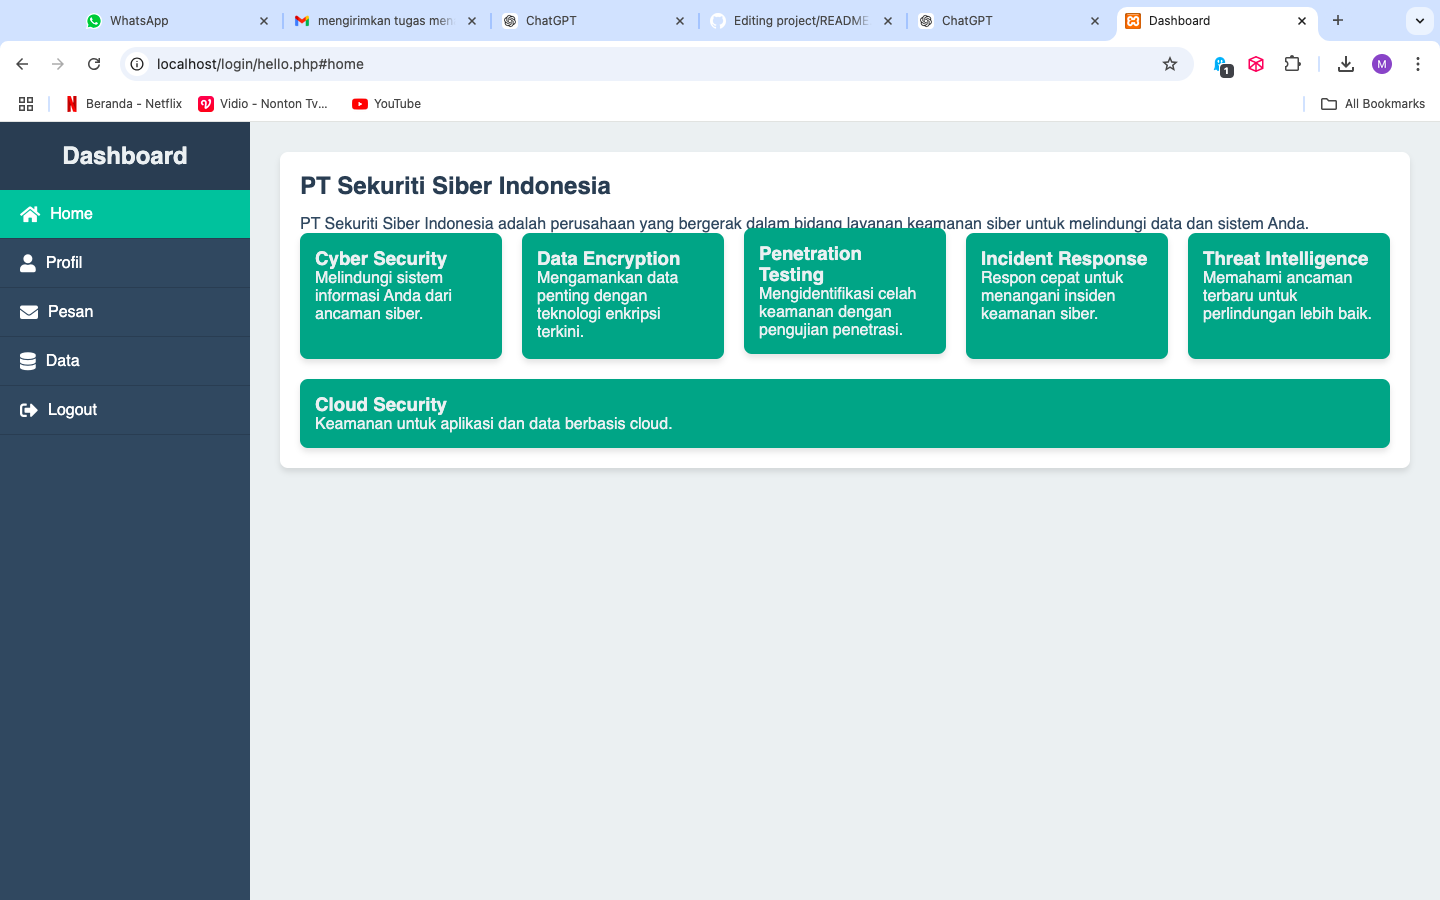 WhatsApp
mengirimkan tugas men
ChatGPT
Editing project/README
ChatGPT
Dashboard
localhost/login/hello.php#home
1
M
Beranda - Netflix
Vidio - Nonton Tv...
YouTube
All Bookmarks
Dashboard
Home
Profil
Pesan
Data
Logout
PT Sekuriti Siber Indonesia
PT Sekuriti Siber Indonesia adalah perusahaan yang bergerak dalam bidang layanan keamanan siber untuk melindungi data dan sistem Anda.
Cyber Security
Melindungi sistem
informasi Anda dari
ancaman siber.
Data Encryption
Mengamankan data
penting dengan
teknologi enkripsi
terkini.
Penetration
Testing
Mengidentifikasi celah
keamanan dengan
pengujian penetrasi.
Incident Response
Respon cepat untuk
menangani insiden
keamanan siber.
Threat Intelligence
Memahami ancaman
terbaru untuk
perlindungan lebih baik.
Cloud Security
Keamanan untuk aplikasi dan data berbasis cloud.